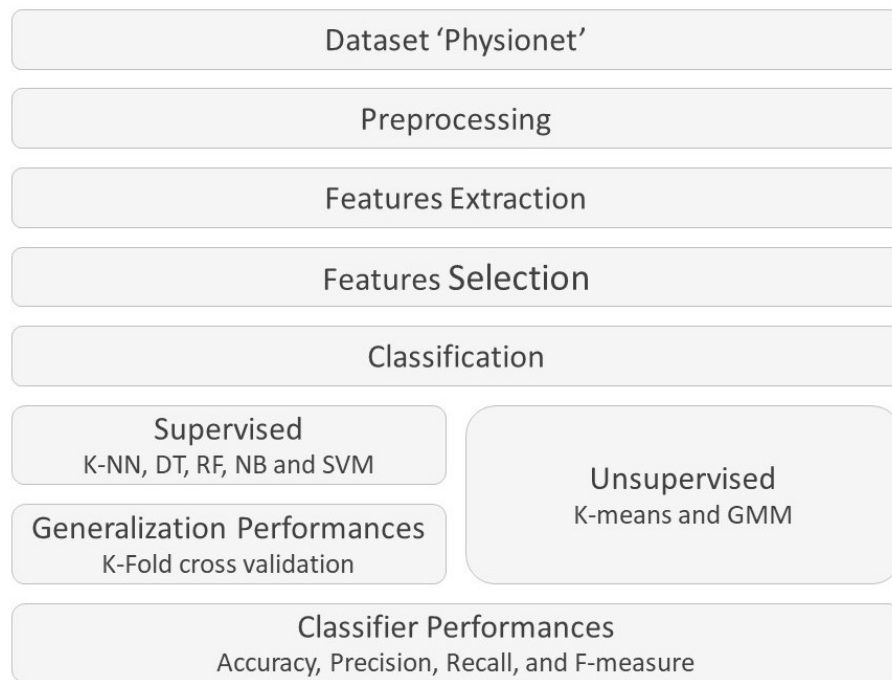 Dataset ‘Physionet’
Preprocessing
Features Extraction
Features Selection
Classification
Supervised
K-NN, DT, RF, NB and SVM
Generalization Performances
K-Fold cross validation
Unsupervised
K-means and GMM
Classifier Performances
Accuracy, Precision, Recall, and F-measure